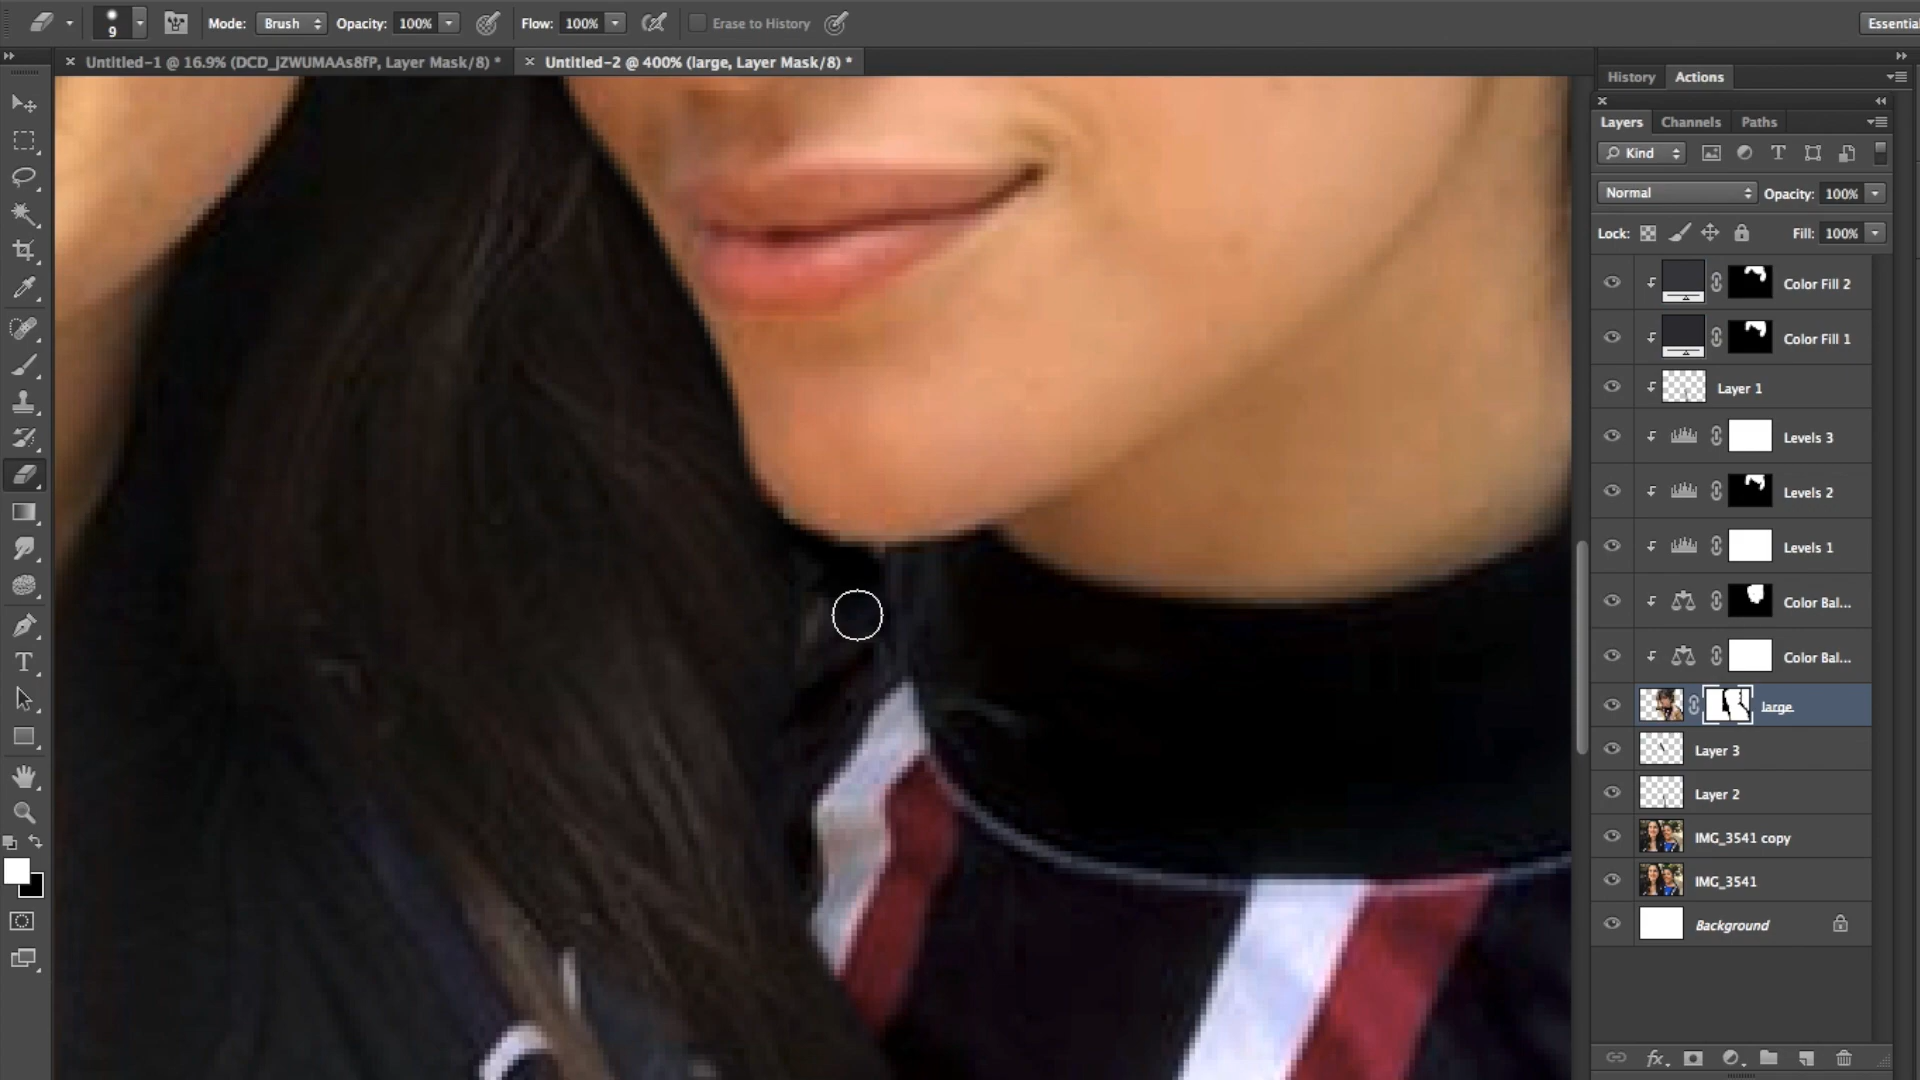 9 Mode: Brush Opacity: 100% Flow: 100% Erase to History Essential
Untitled-1 @ 16.9% (DCD_JZWUMAAs8fP, Layer Mask/8) * Untitled-2 @ 400% (large, Layer Mask/8) *
History Actions
Layers Channels Paths
Kind
Normal Opacity: 100%
Lock: Fill: 100%
Color Fill 2
Color Fill 1
Layer 1
Levels 3
Levels 2
Levels 1
Color Bal...
Color Bal...
large
Layer 3
Layer 2
IMG_3541 copy
IMG_3541
Background